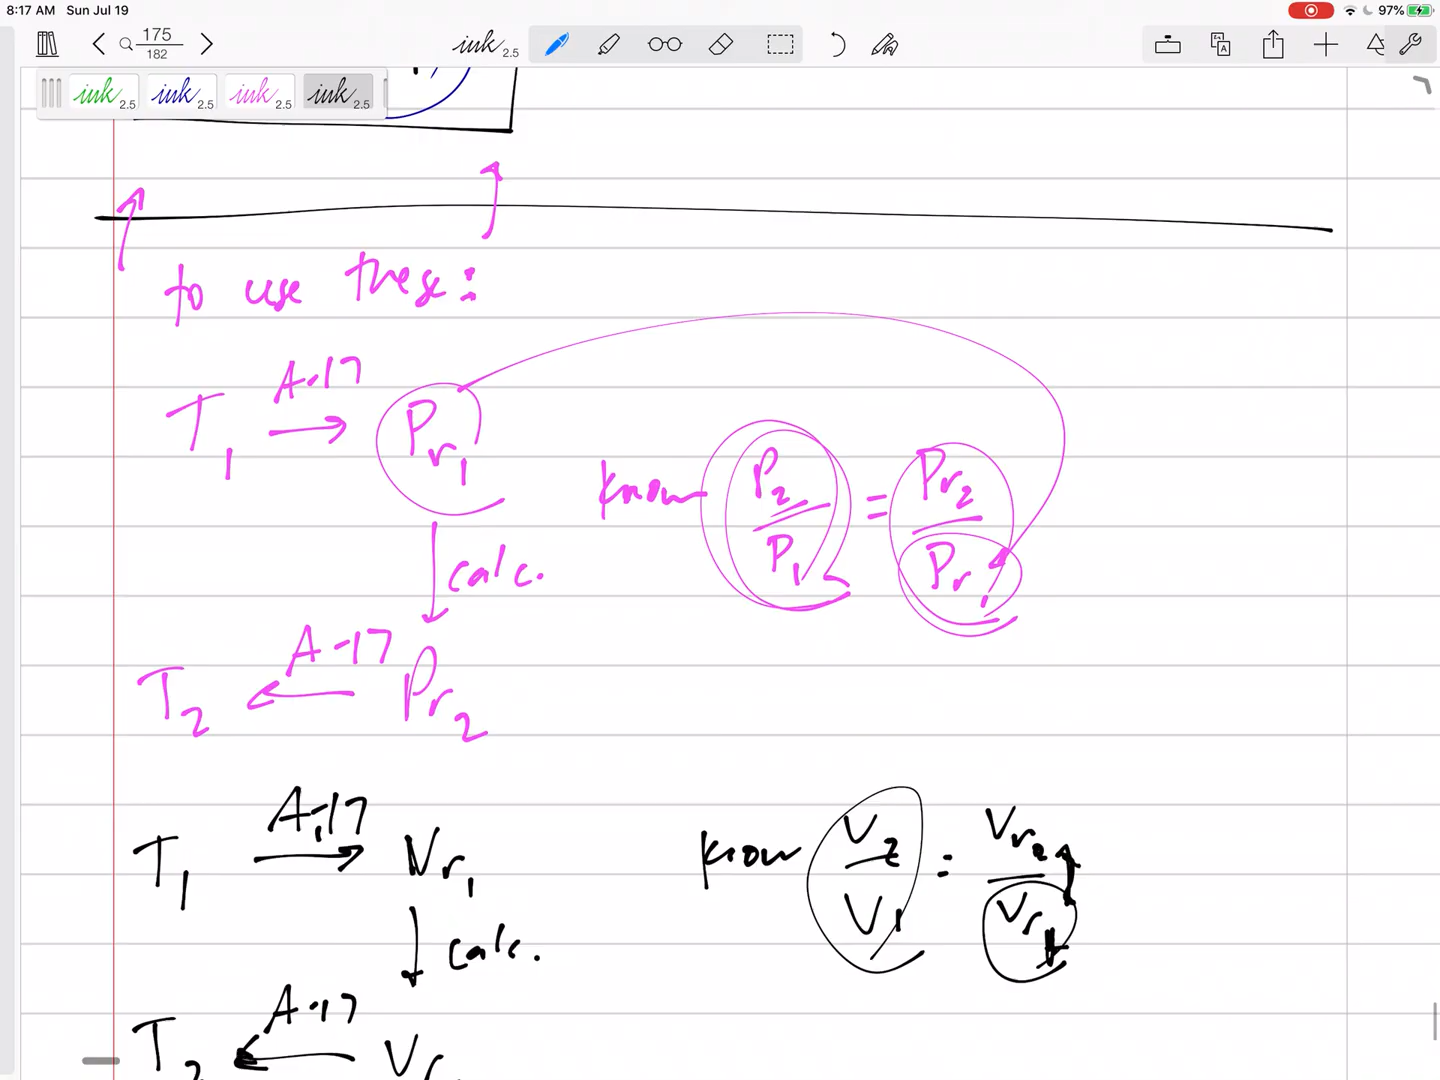 8:17 AM Sun Jul 19
97%
175
182
ink 2.5
ink 2.5 ink 2.5 ink 2.5 ink 2.5
to use these:
T1 A-17 → Pr1
know P2/P1 = Pr2/Pr1
↓ calc.
T2 ← A-17 Pr2
T1 A-17 → Vr1
know V2/V1 = Vr2/Vr1
↓ calc.
T2 ← A-17 Vr